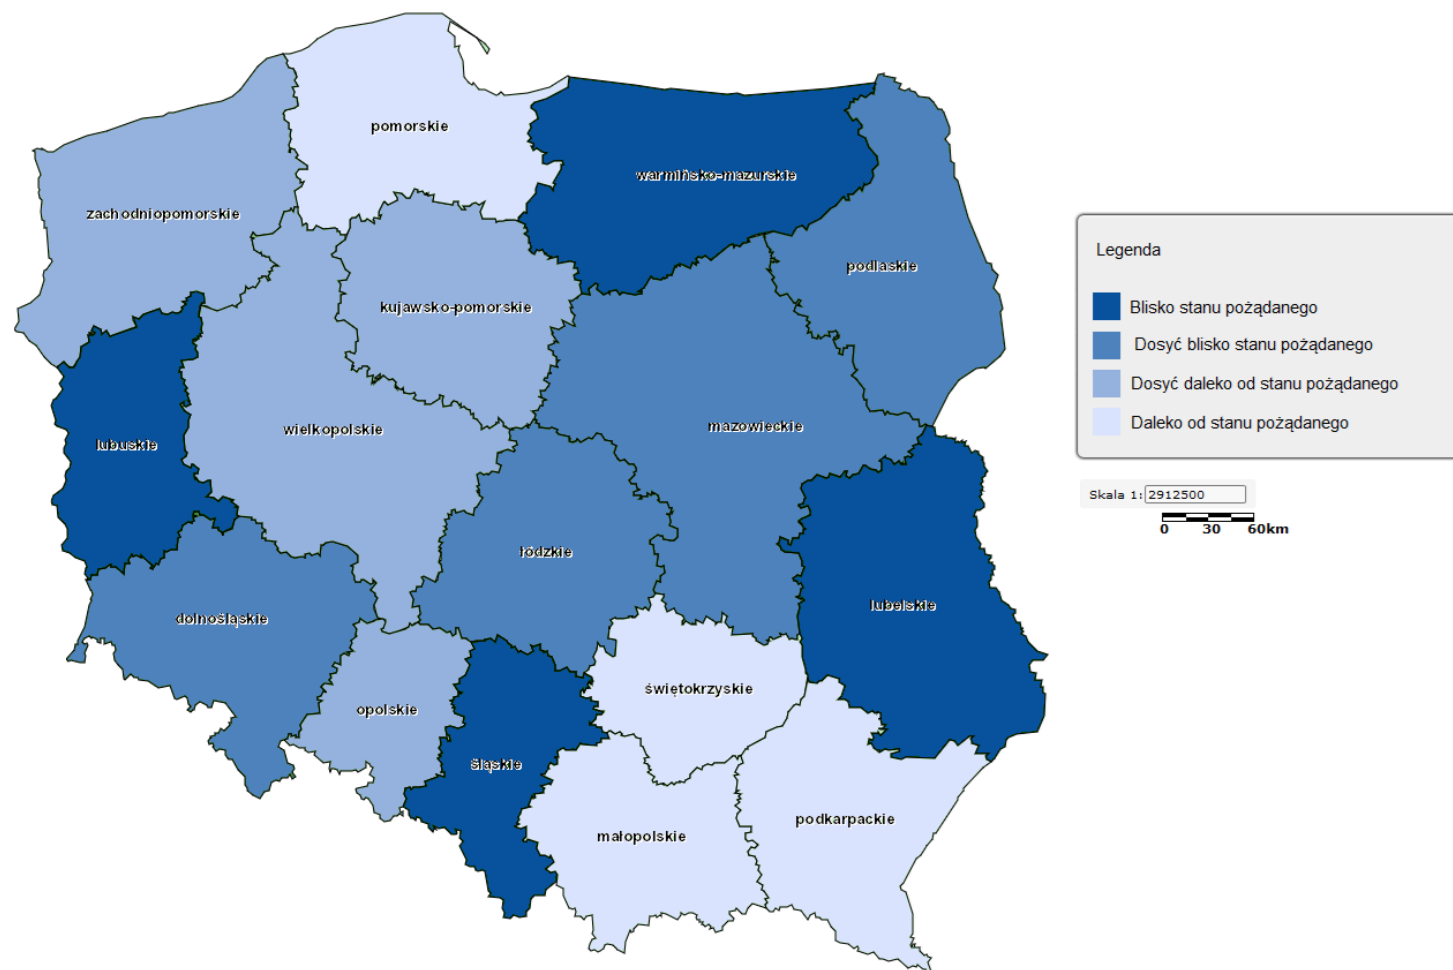 pomorskie
warmińsko-mazurskie
zachodniopomorskie
podlaskie
kujawsko-pomorskie
wielkopolskie
mazowieckie
lubuskie
łódzkie
lubelskie
dolnośląskie
świętokrzyskie
opolskie
śląskie
podkarpackie
małopolskie
Legenda
Blisko stanu pożądanego
Dosyć blisko stanu pożądanego
Dosyć daleko od stanu pożądanego
Daleko od stanu pożądanego
Skala 1: 2912500
0 30 60km